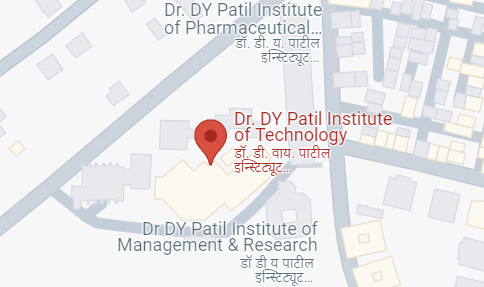 Dr. DY Patil Institute
of Pharmaceutical...
डॉ. डी. य. पाटील
इन्स्टिट्यूट...
Dr. DY Patil Institute
of Technology
डॉ. डी. वाय. पाटील
इन्स्टिट्यूट...
Dr DY Patil Institute of
Management & Research
डॉ डी य पाटील
इन्स्टिट्यूट...